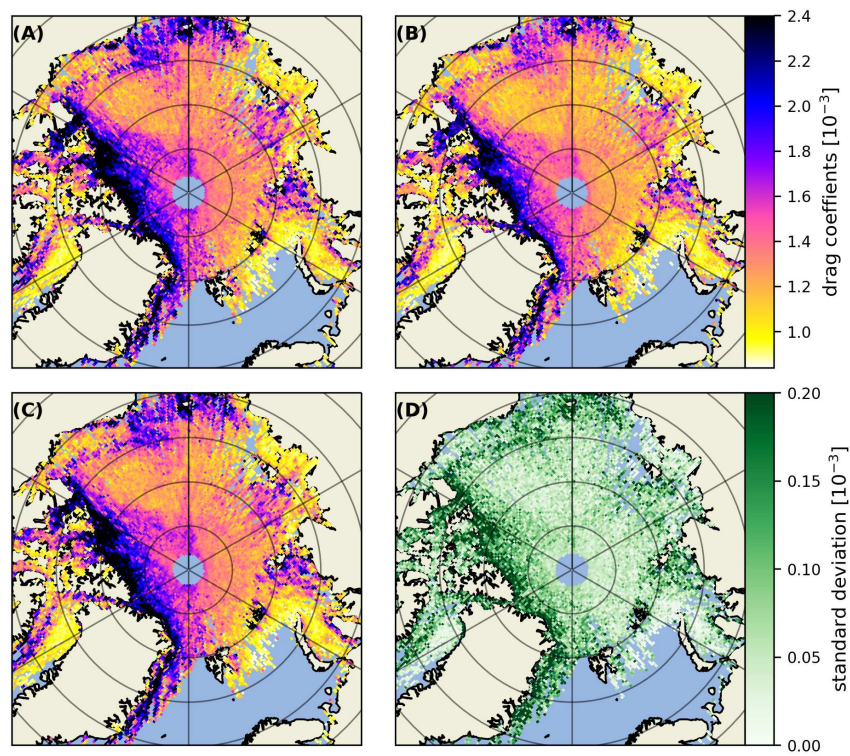 (A)
(B)
2.4
2.2
2.0
1.8
1.6
1.4
1.2
1.0
drag coeffients [10⁻³]
(C)
(D)
0.20
0.15
0.10
0.05
0.00
standard deviation [10⁻³]